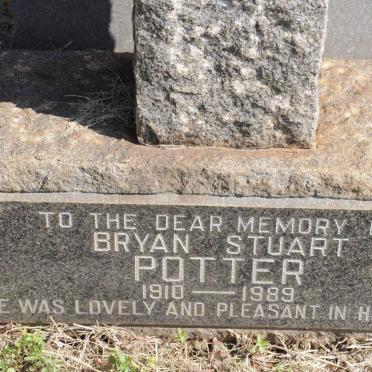 TO THE DEAR MEMORY
BRYAN STUART
POTTER
1910 — 1989
WAS LOVELY AND PLEASANT IN